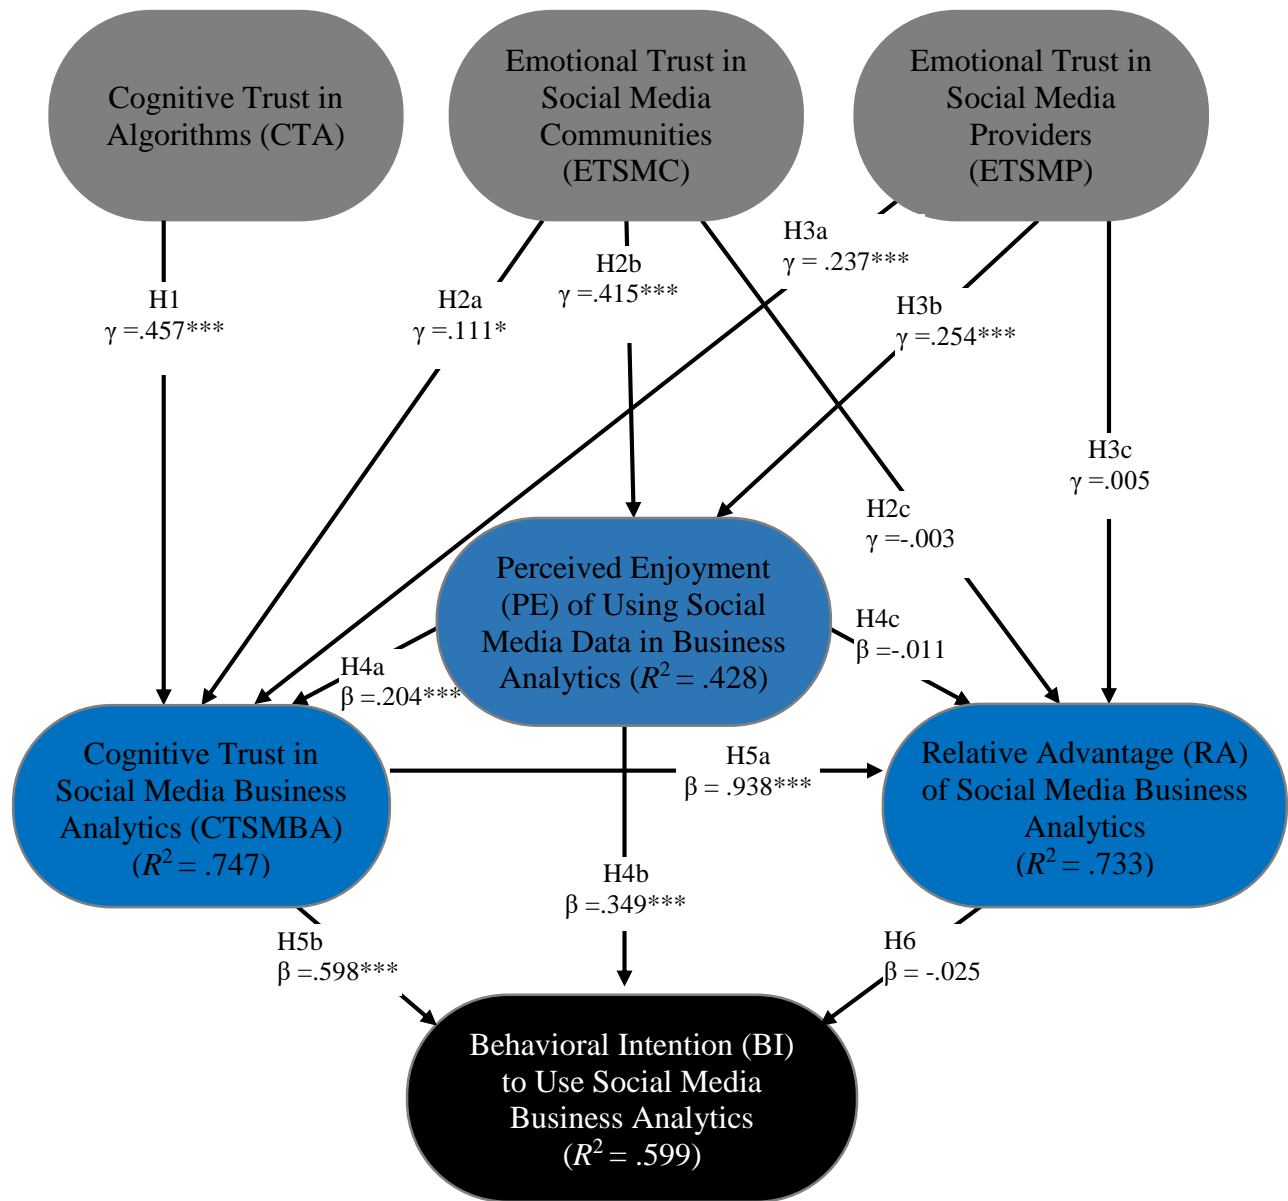 Cognitive Trust in
Algorithms (CTA)
Emotional Trust in
Social Media
Communities
(ETSMC)
Emotional Trust in
Social Media
Providers
(ETSMP)
H1
γ =.457***
H2a
γ =.111*
H2b
γ =.415***
H3a
γ = .237***
H3b
γ =.254***
H3c
γ =.005
H2c
γ =-.003
Perceived Enjoyment
(PE) of Using Social
Media Data in Business
Analytics (R² = .428)
H4a
β =.204***
H4c
β =-.011
Cognitive Trust in
Social Media Business
Analytics (CTSMBA)
(R² = .747)
H5a
β = .938***
Relative Advantage (RA)
of Social Media Business
Analytics
(R² = .733)
H4b
β =.349***
H5b
β =.598***
H6
β = -.025
Behavioral Intention (BI)
to Use Social Media
Business Analytics
(R² = .599)